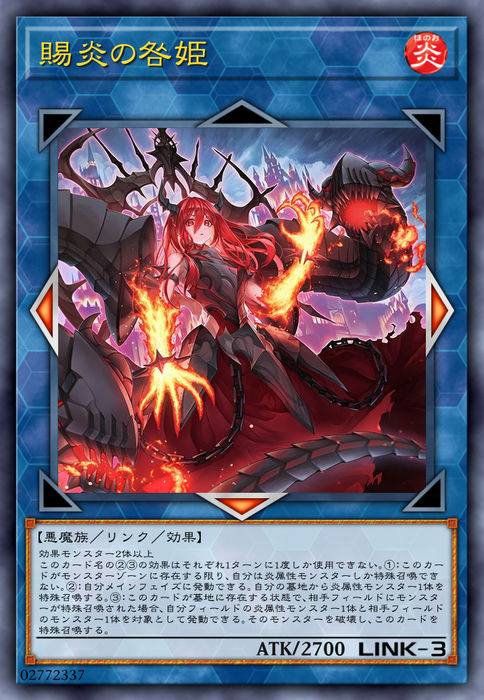 賜炎の咎姫
ほのお
炎
【悪魔族／リンク／効果】
効果モンスター2体以上
このカード名の②③の効果はそれぞれ1ターンに1度しか使用できない。①：このカー
ドがモンスターゾーンに存在する限り、自分は炎属性モンスターしか特殊召喚でき
ない。②：自分メインフェイズに発動できる。自分の墓地から炎属性モンスター1体を
特殊召喚する。③：このカードが墓地に存在する状態で、相手フィールドにモンスタ
ーが特殊召喚された場合、自分フィールドの炎属性モンスター1体と相手フィールド
のモンスター1体を対象として発動できる。そのモンスターを破壊し、このカードを
特殊召喚する。
ATK/2700 LINK-3
02772337